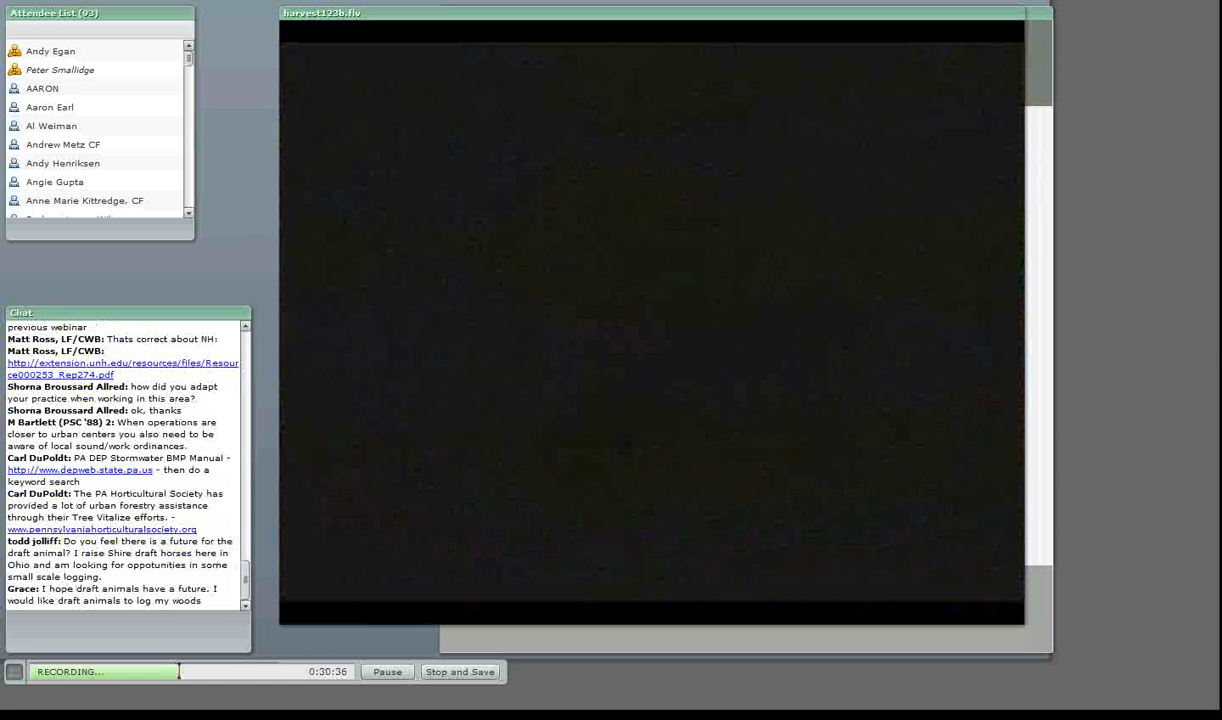 Attendee List (93)
Andy Egan
Peter Smallidge
AARON
Aaron Earl
Al Weiman
Andrew Metz CF
Andy Henriksen
Angie Gupta
Anne Marie Kittredge, CF
harvest123b.flv
Chat
previous webinar
Matt Ross, LF/CWB: Thats correct about NH:
Matt Ross, LF/CWB:
http://extension.unh.edu/resources/files/Resour
ce000253_Rep274.pdf
Shorna Broussard Allred: how did you adapt
your practice when working in this area?
Shorna Broussard Allred: ok, thanks
M Bartlett (PSC '88) 2: When operations are
closer to urban centers you also need to be
aware of local sound/work ordinances.
Carl DuPoldt: PA DEP Stormwater BMP Manual -
http://www.depweb.state.pa.us - then do a
keyword search
Carl DuPoldt: The PA Horticultural Society has
provided a lot of urban forestry assistance
through their Tree Vitalize efforts. -
www.pennsylvaniahorticulturalsociety.org
todd jolliff: Do you feel there is a future for the
draft animal? I raise Shire draft horses here in
Ohio and am looking for oppotunities in some
small scale logging.
Grace: I hope draft animals have a future. I
would like draft animals to log my woods
RECORDING... 0:30:36 Pause Stop and Save